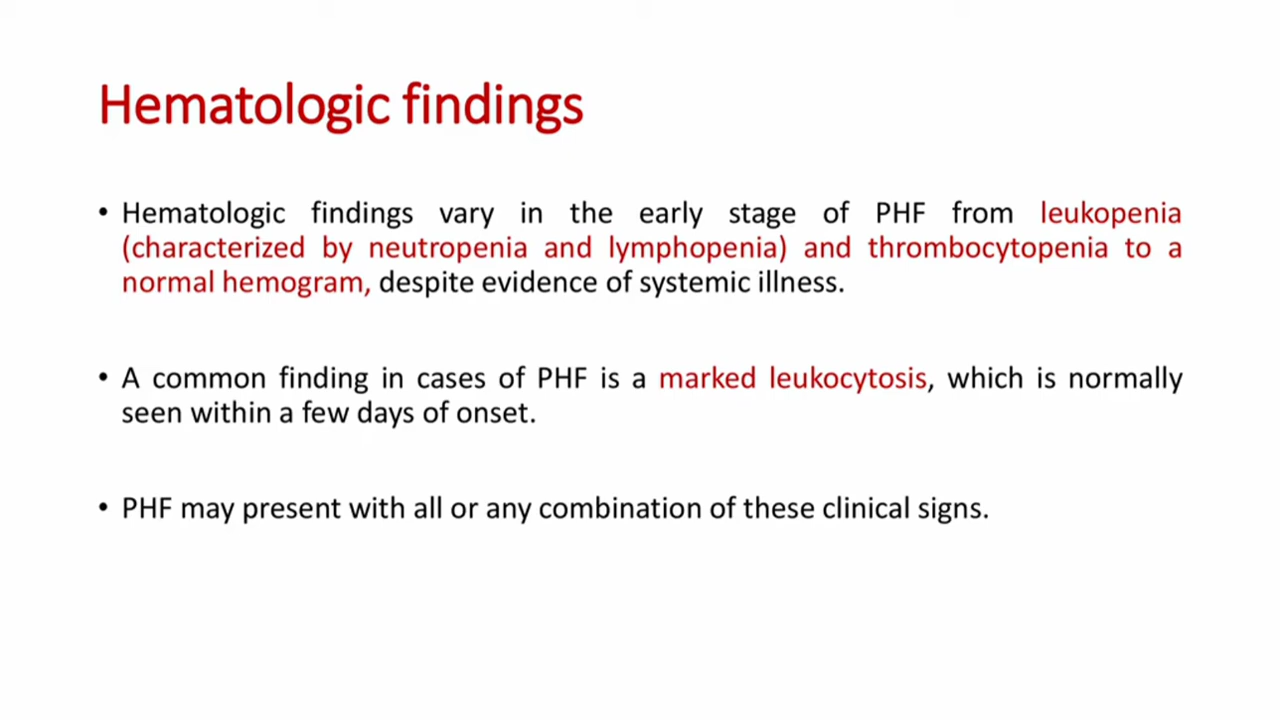 Hematologic findings
• Hematologic findings vary in the early stage of PHF from leukopenia
(characterized by neutropenia and lymphopenia) and thrombocytopenia to a
normal hemogram, despite evidence of systemic illness.
• A common finding in cases of PHF is a marked leukocytosis, which is normally
seen within a few days of onset.
• PHF may present with all or any combination of these clinical signs.